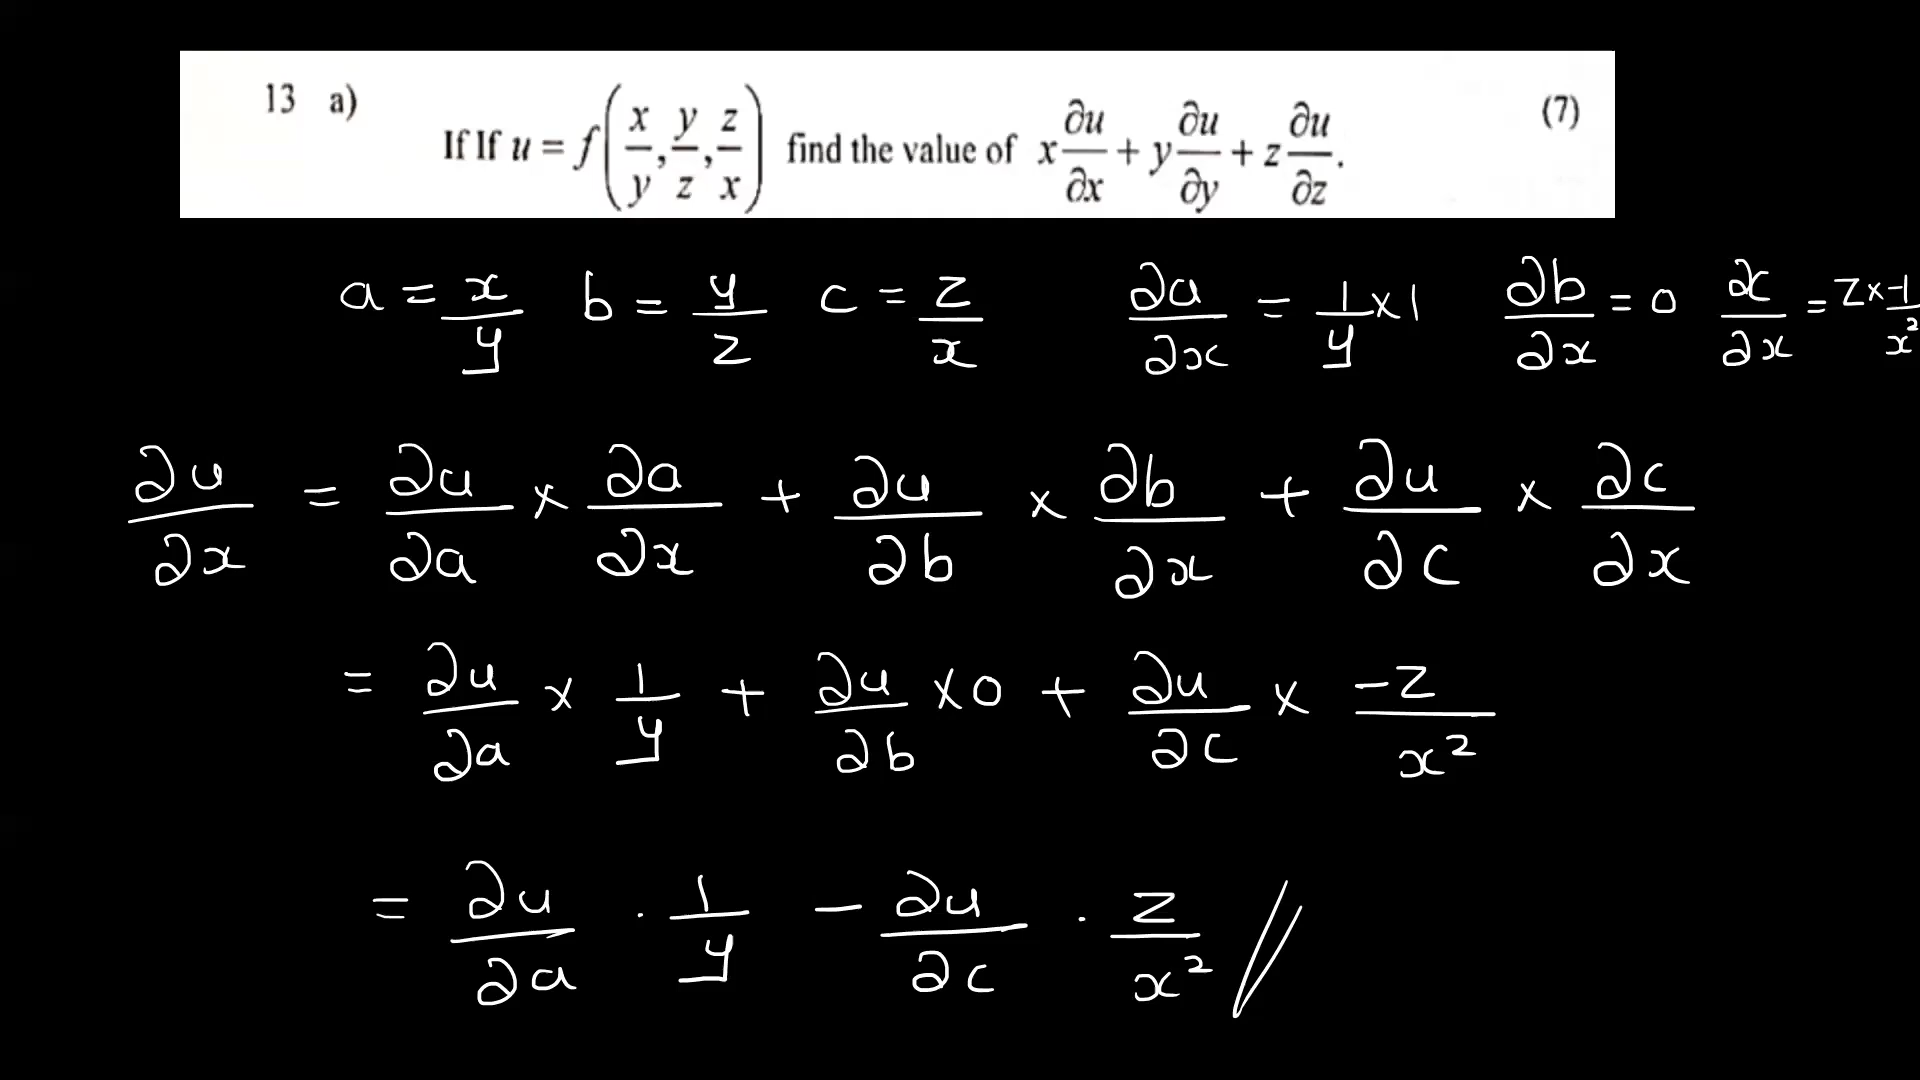 13 a) (7)
If If u = f(x/y, y/z, z/x) find the value of x ∂u/∂x + y ∂u/∂y + z ∂u/∂z.
a = x/y b = y/z c = z/x ∂a/∂x = 1/y × 1 ∂b/∂x = 0 ∂c/∂x = z × -1/x²
∂u/∂x = ∂u/∂a × ∂a/∂x + ∂u/∂b × ∂b/∂x + ∂u/∂c × ∂c/∂x
= ∂u/∂a × 1/y + ∂u/∂b × 0 + ∂u/∂c × -z/x²
= ∂u/∂a · 1/y - ∂u/∂c · z/x² //